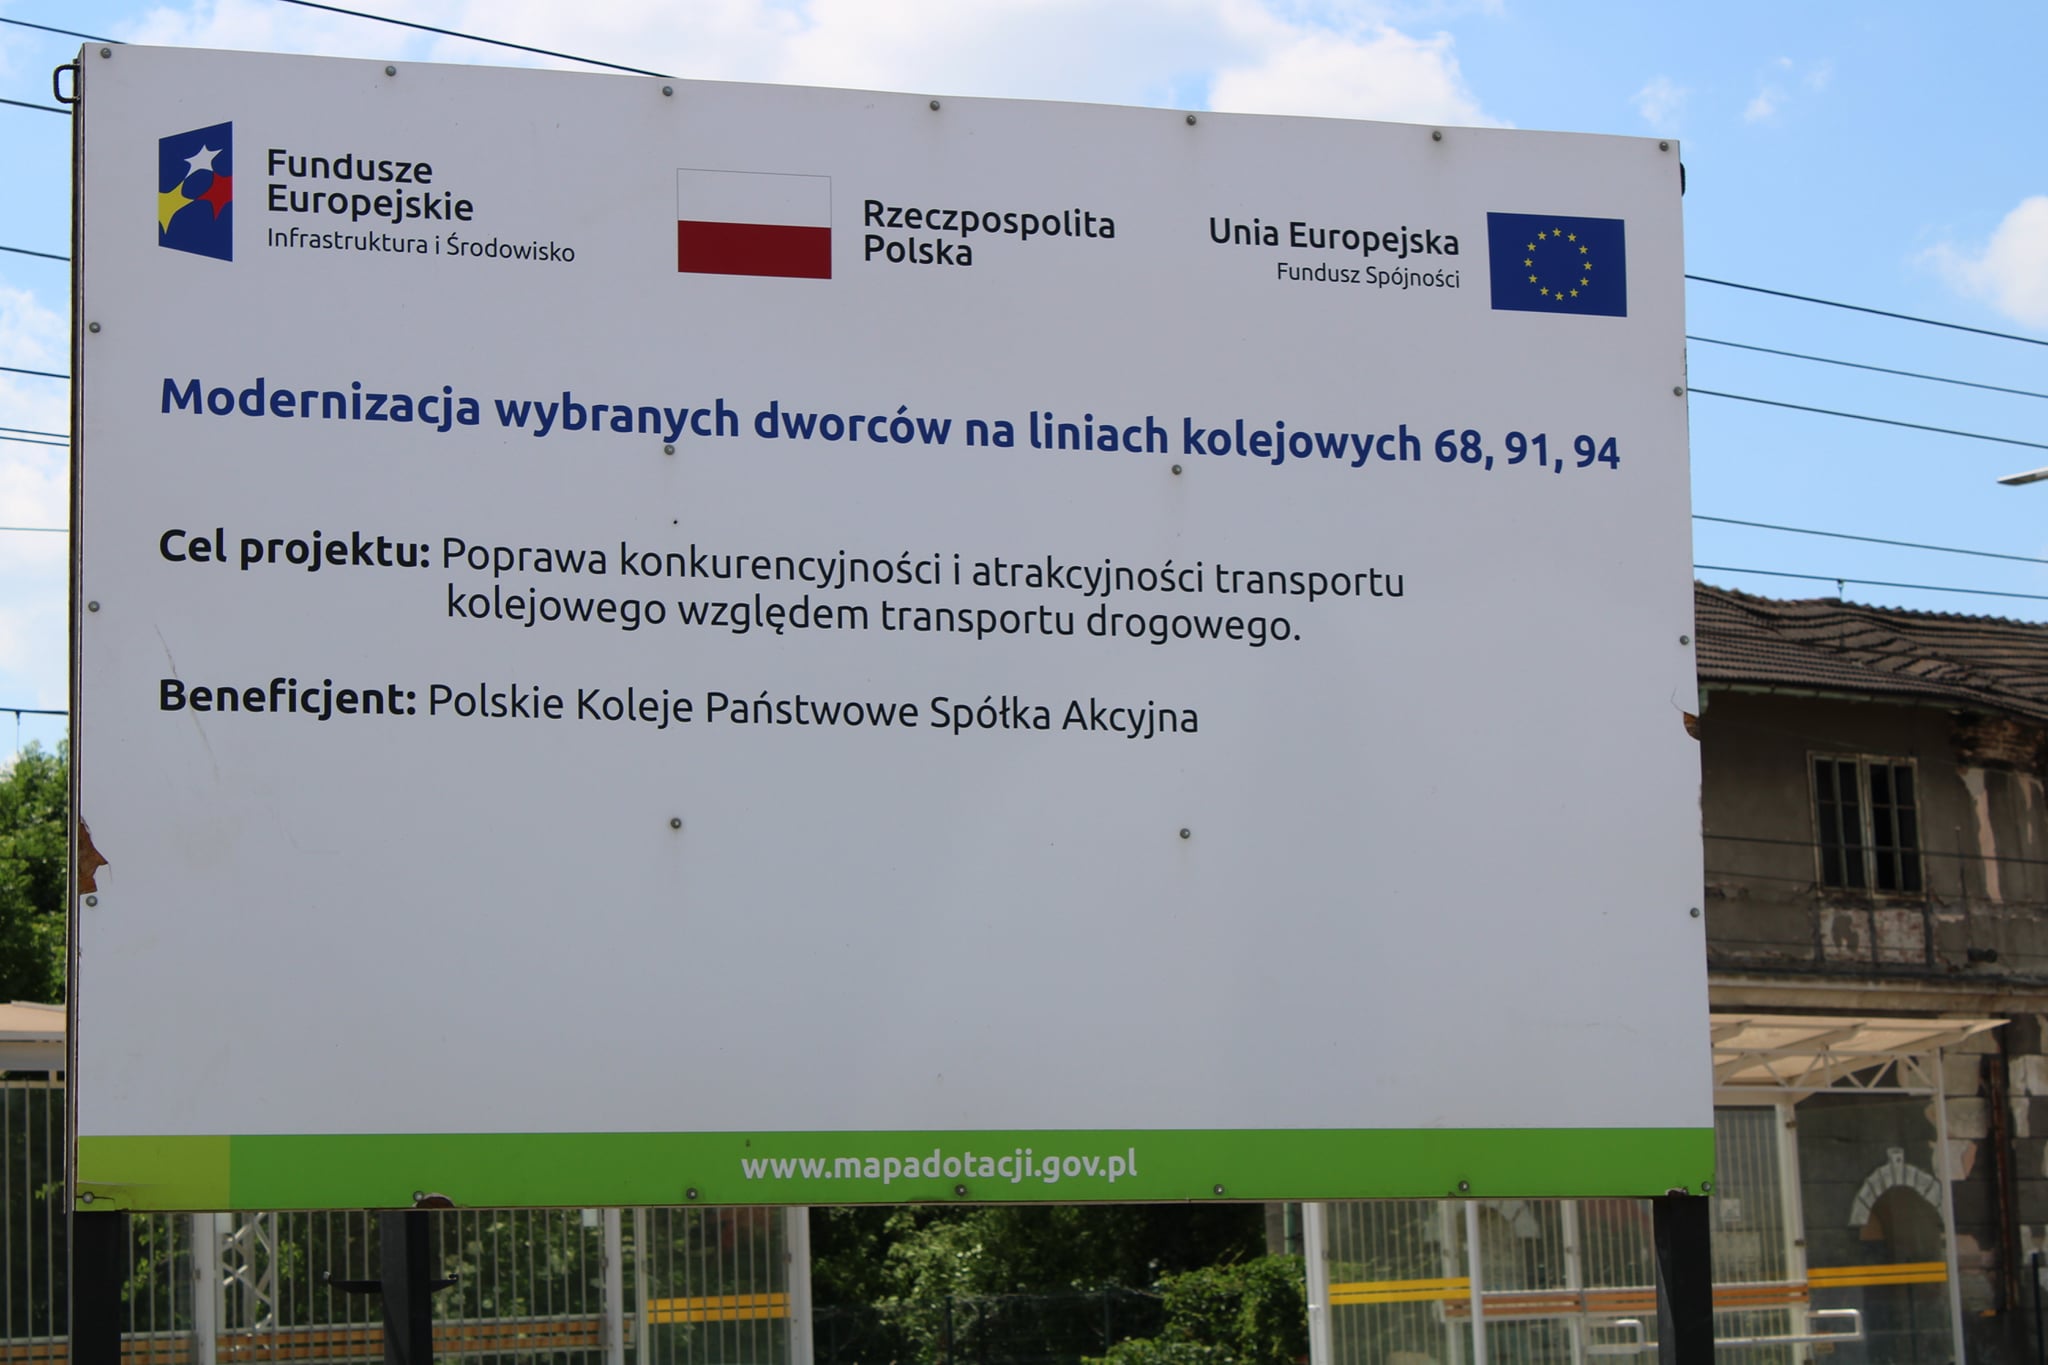 Fundusze
Europejskie
Infrastruktura i Środowisko
Rzeczpospolita
Polska
Unia Europejska
Fundusz Spójności
Modernizacja wybranych dworców na liniach kolejowych 68, 91, 94
Cel projektu: Poprawa konkurencyjności i atrakcyjności transportu
kolejowego względem transportu drogowego.
Beneficjent: Polskie Koleje Państwowe Spółka Akcyjna
www.mapadotacji.gov.pl